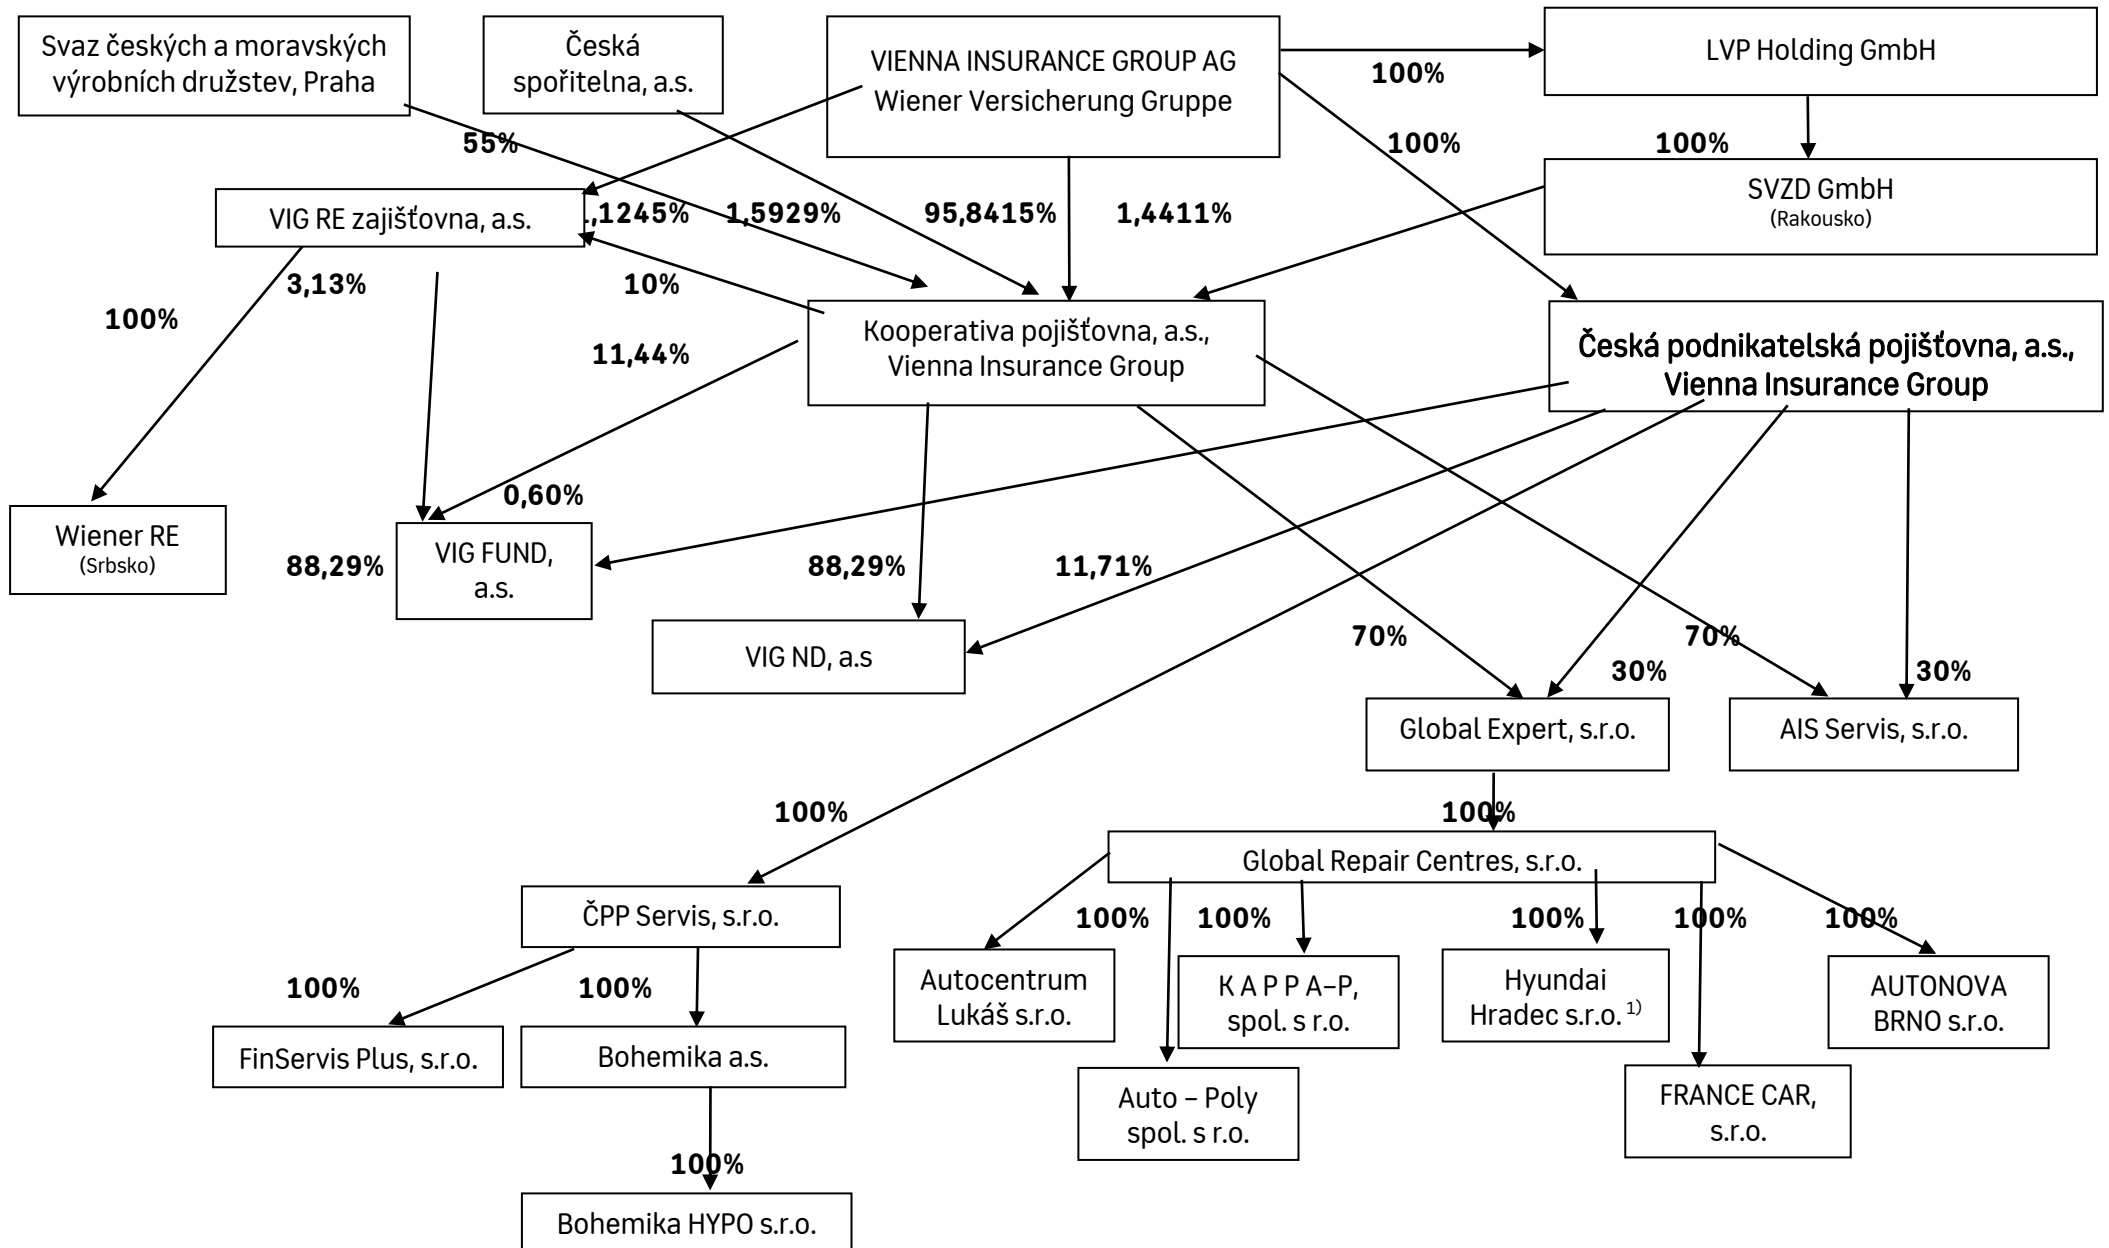 Svaz českých a moravských
výrobních družstev, Praha
Česká
spořitelna, a.s.
VIENNA INSURANCE GROUP AG
Wiener Versicherung Gruppe
LVP Holding GmbH
100%
55%
100%
100%
SVZD GmbH
(Rakousko)
VIG RE zajišťovna, a.s.
,1245%
1,5929%
95,8415%
1,4411%
3,13%
10%
100%
Kooperativa pojišťovna, a.s.,
Vienna Insurance Group
Česká podnikatelská pojišťovna, a.s.,
Vienna Insurance Group
11,44%
0,60%
Wiener RE
(Srbsko)
88,29%
VIG FUND,
a.s.
88,29%
11,71%
VIG ND, a.s
70%
70%
30%
30%
Global Expert, s.r.o.
AIS Servis, s.r.o.
100%
100%
Global Repair Centres, s.r.o.
ČPP Servis, s.r.o.
100%
100%
100%
100%
100%
100%
100%
Autocentrum
Lukáš s.r.o.
K A P P A–P,
spol. s r.o.
Hyundai
Hradec s.r.o. 1)
AUTONOVA
BRNO s.r.o.
FinServis Plus, s.r.o.
Bohemika a.s.
Auto – Poly
spol. s r.o.
FRANCE CAR,
s.r.o.
100%
Bohemika HYPO s.r.o.